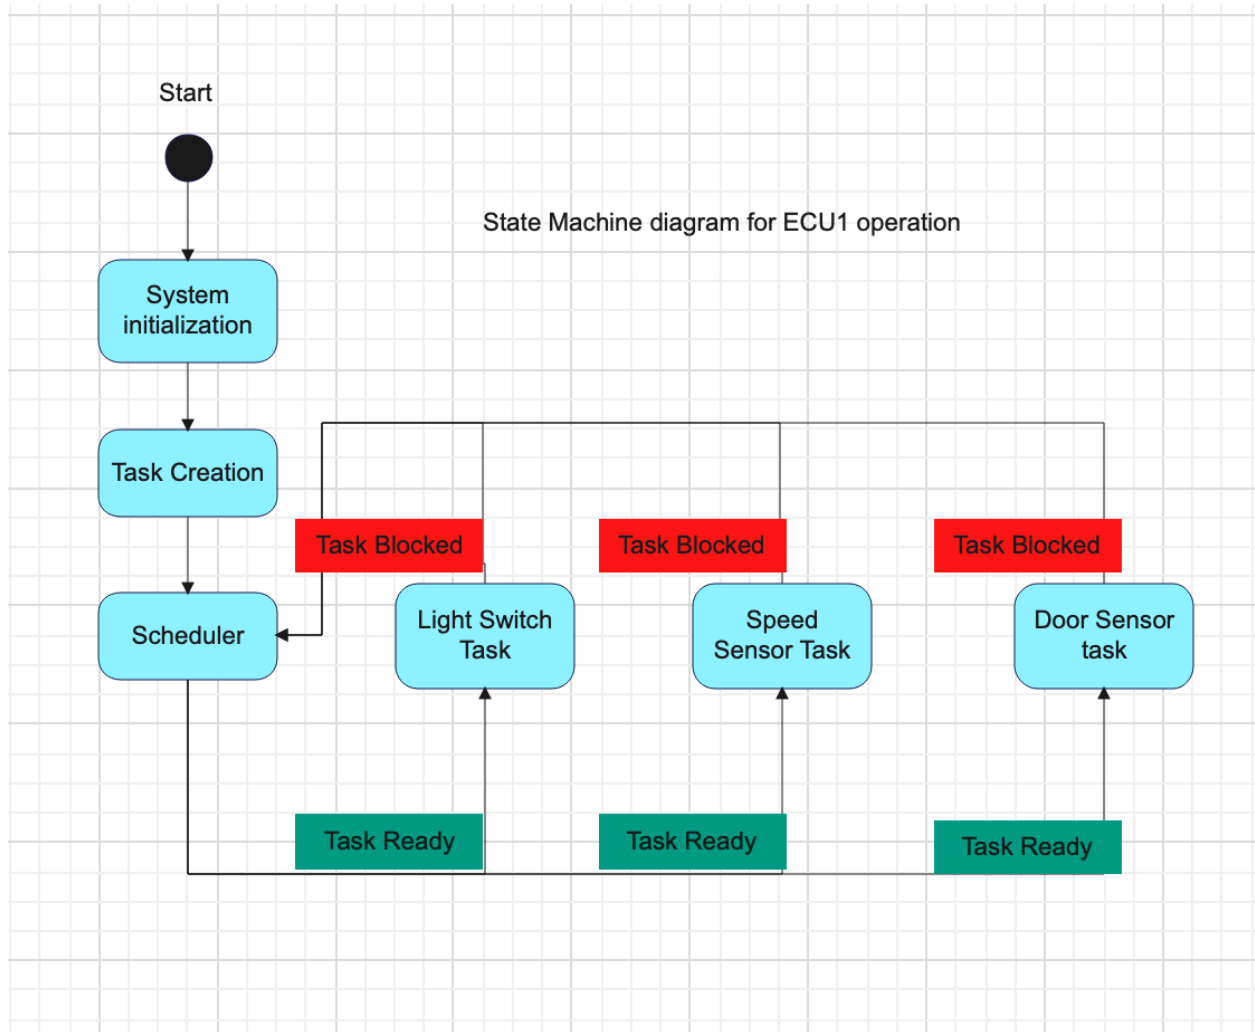 Start
State Machine diagram for ECU1 operation
System
initialization
Task Creation
Task Blocked
Task Blocked
Task Blocked
Scheduler
Light Switch
Task
Speed
Sensor Task
Door Sensor
task
Task Ready
Task Ready
Task Ready